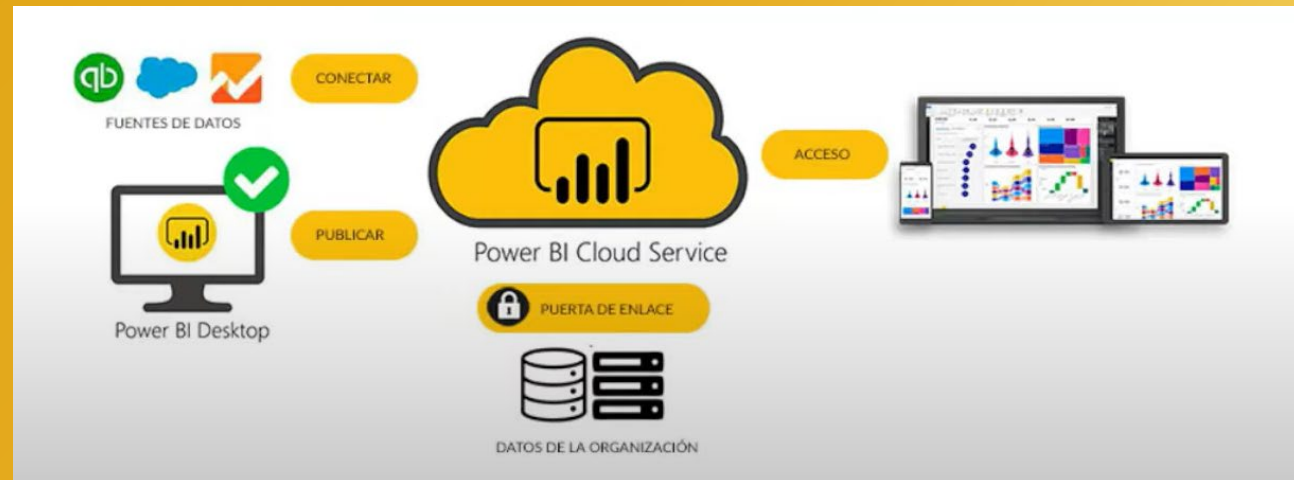 qb
CONECTAR
FUENTES DE DATOS
ACCESO
PUBLICAR
Power BI Cloud Service
PUERTA DE ENLACE
Power BI Desktop
DATOS DE LA ORGANIZACIÓN